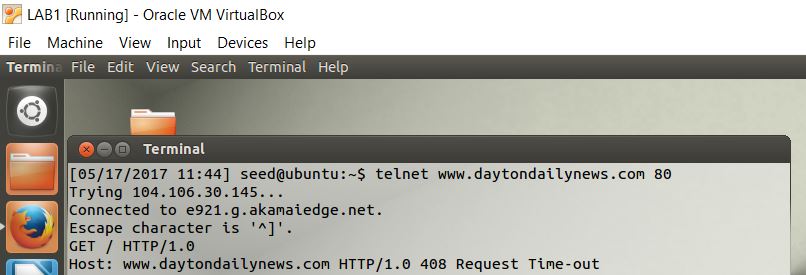 LAB1 [Running] - Oracle VM VirtualBox
File Machine View Input Devices Help
Termina File Edit View Search Terminal Help
Terminal
[05/17/2017 11:44] seed@ubuntu:~$ telnet www.daytondailynews.com 80
Trying 104.106.30.145...
Connected to e921.g.akamaiedge.net.
Escape character is '^]'.
GET / HTTP/1.0
Host: www.daytondailynews.com HTTP/1.0 408 Request Time-out